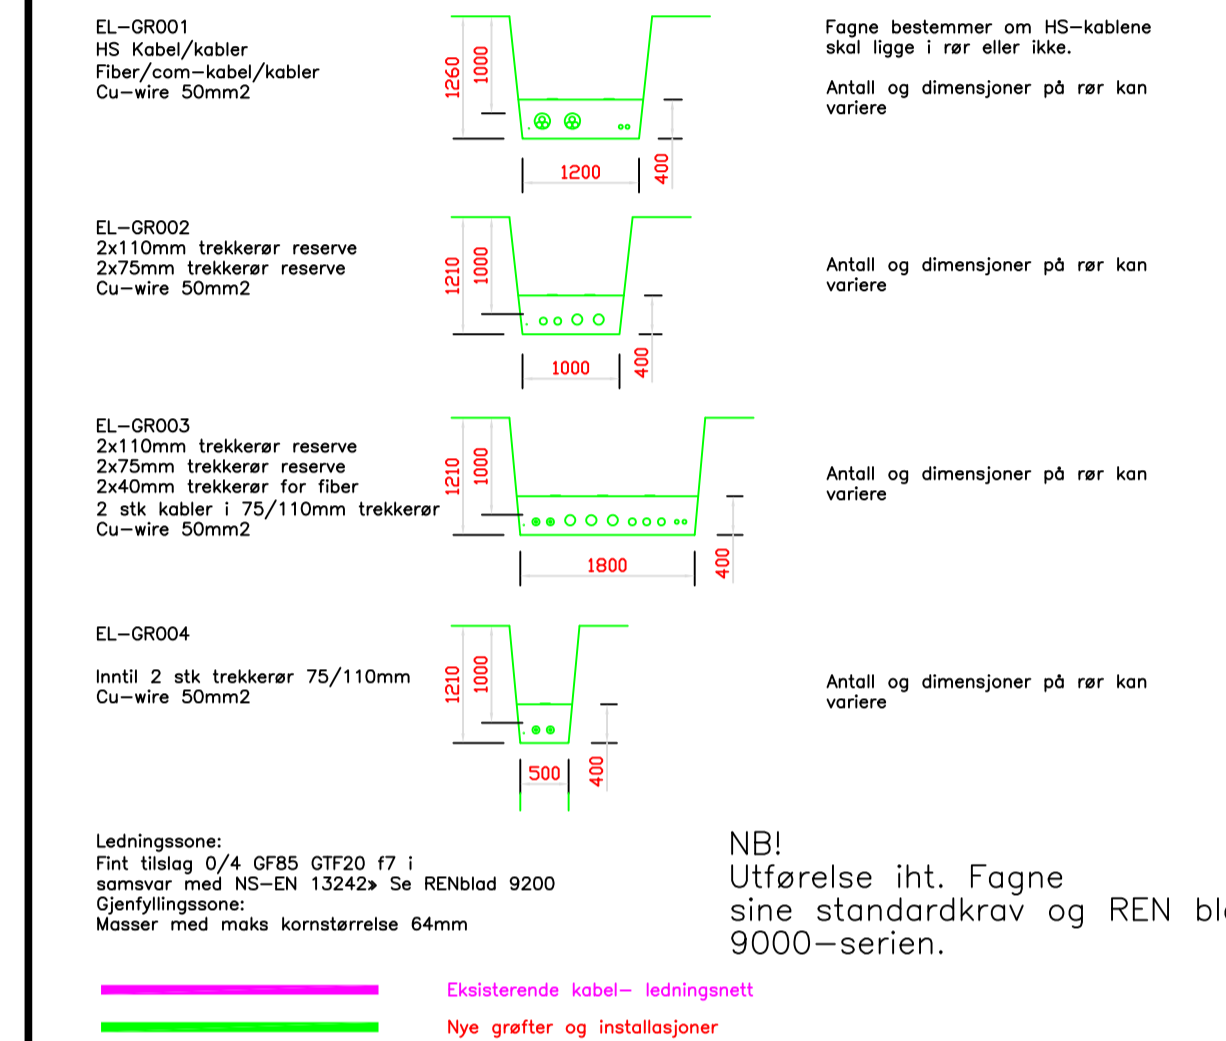 EL-GR001
HS Kabel/kabler
Fiber/com-kabel/kabler
Cu-wire 50mm2
1260
1000
1200
400
Fagne bestemmer om HS-kablene
skal ligge i rør eller ikke.
Antall og dimensjoner på rør kan
variere
EL-GR002
2x110mm trekkerør reserve
2x75mm trekkerør reserve
Cu-wire 50mm2
1210
1000
1000
400
Antall og dimensjoner på rør kan
variere
EL-GR003
2x110mm trekkerør reserve
2x75mm trekkerør reserve
2x40mm trekkerør for fiber
2 stk kabler i 75/110mm trekkerør
Cu-wire 50mm2
1210
1000
1800
400
Antall og dimensjoner på rør kan
variere
EL-GR004
Inntil 2 stk trekkerør 75/110mm
Cu-wire 50mm2
1210
1000
500
400
Antall og dimensjoner på rør kan
variere
Ledningssone:
Fint tilslag 0/4 GF85 GTF20 f7 i
samsvar med NS-EN 13242» Se RENblad 9200
Gjenfyllingssone:
Masser med maks kornstørrelse 64mm
NB!
Utførelse iht. Fagne
sine standardkrav og REN
9000-serien.
Eksisterende kabel- ledningsnett
Nye grøfter og installasjoner